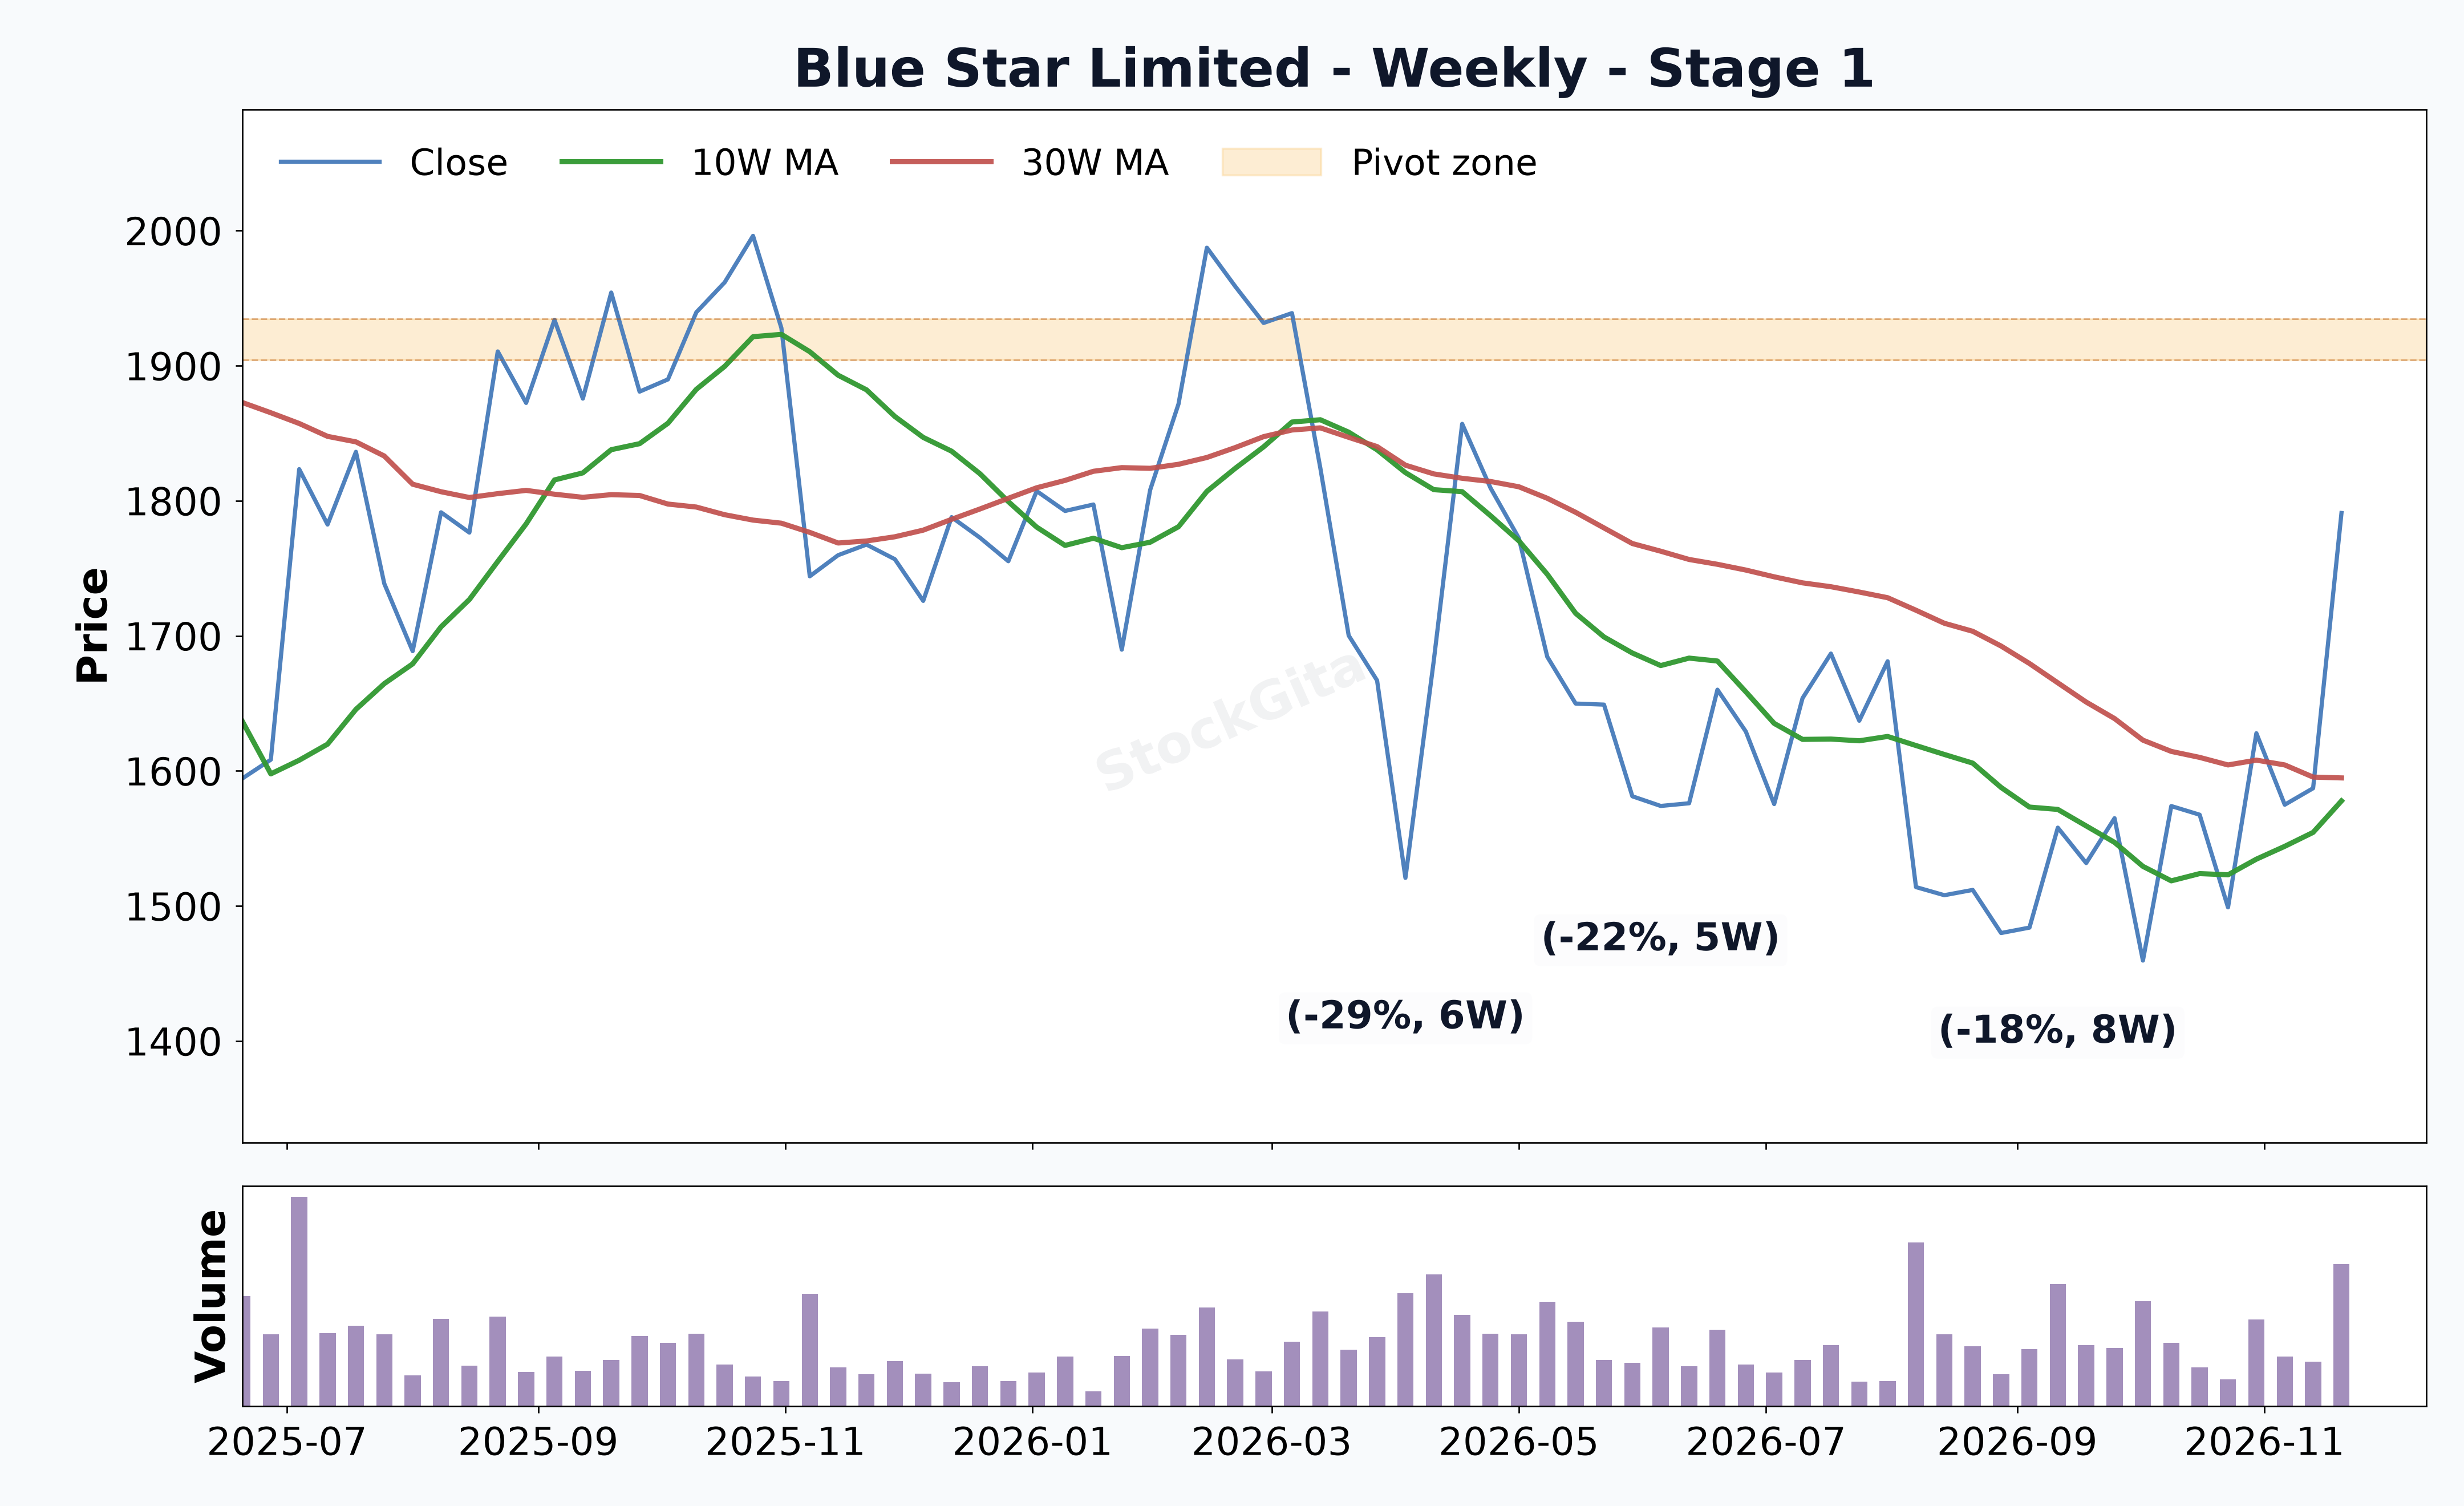 Blue Star Limited - Weekly - Stage 1
Close
10W MA
30W MA
Pivot zone
Price
2000
1900
1800
1700
1600
1500
1400
StockGita
(-22%, 5W)
(-29%, 6W)
(-18%, 8W)
Volume
2025-07
2025-09
2025-11
2026-01
2026-03
2026-05
2026-07
2026-09
2026-11